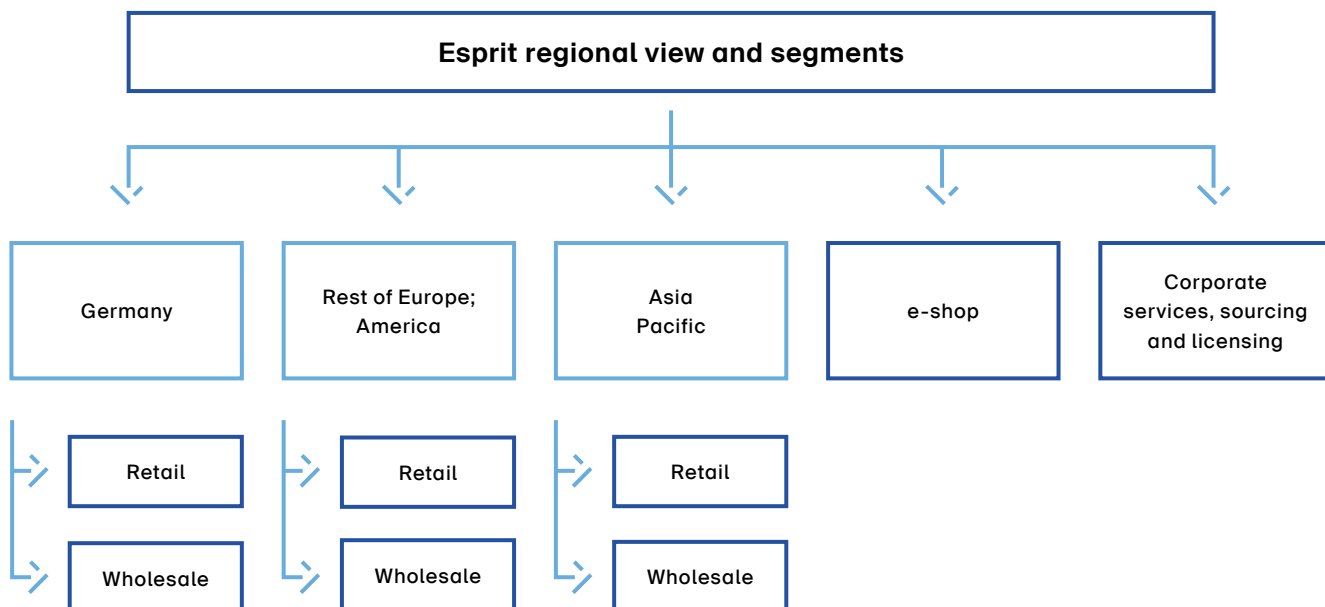 Esprit regional view and segments
Germany
Rest of Europe;
America
Asia
Pacific
e-shop
Corporate
services, sourcing
and licensing
Retail
Retail
Retail
Wholesale
Wholesale
Wholesale